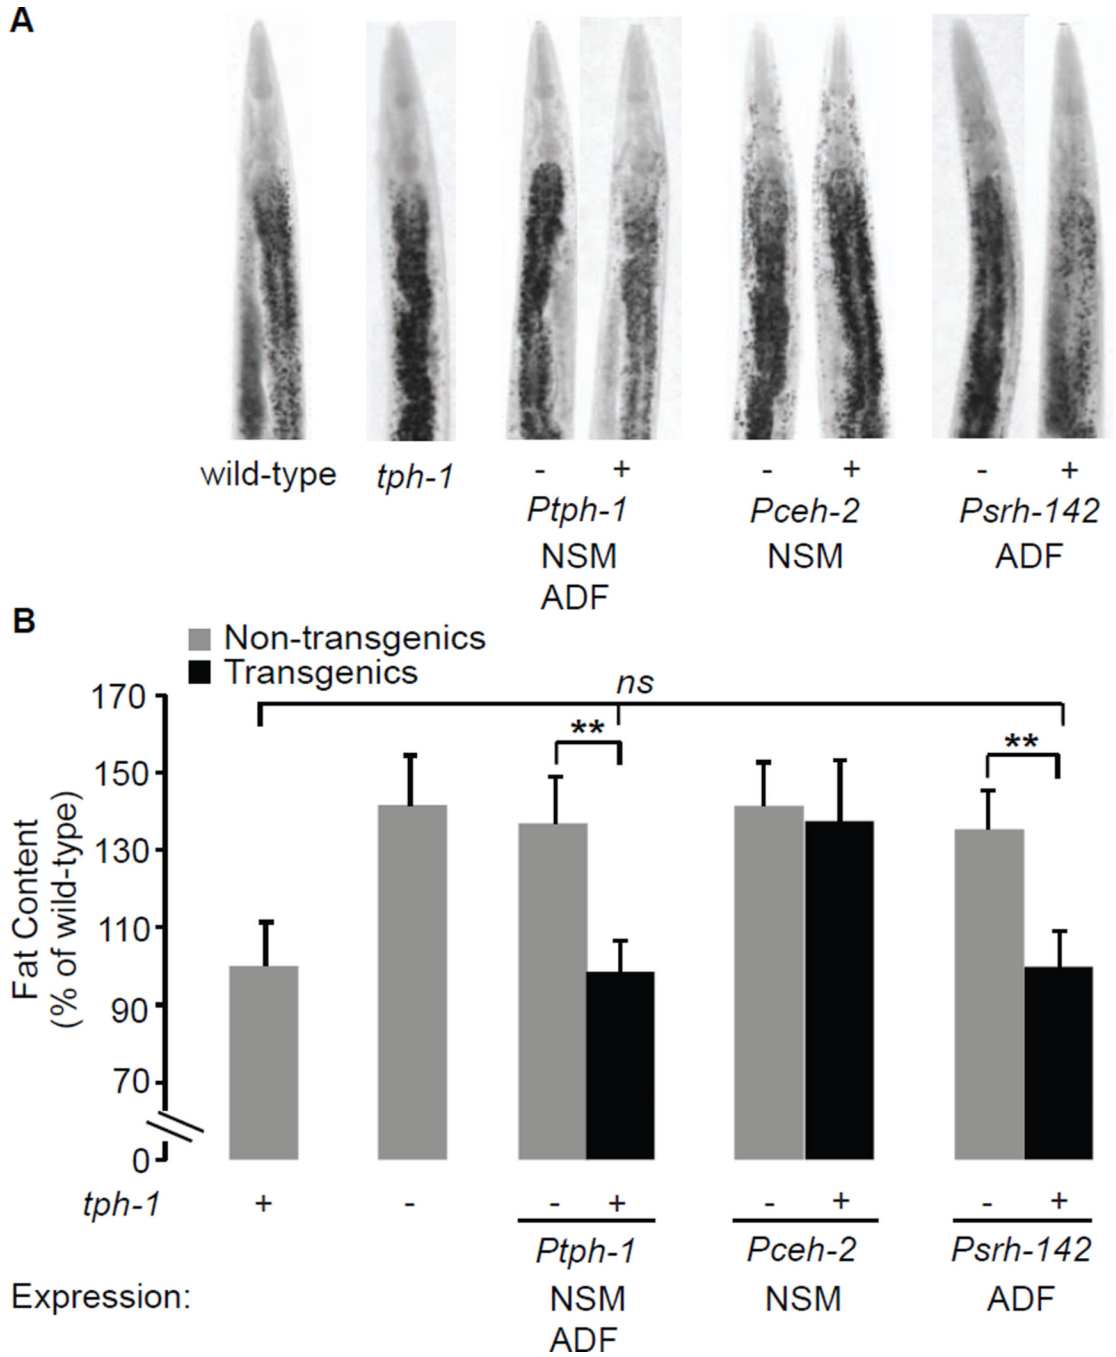 A
wild-type
tph-1
- +
Ptph-1
NSM
ADF
- +
Pceh-2
NSM
- +
Psrh-142
ADF
B
Non-transgenics
Transgenics
Fat Content
(% of wild-type)
170
150
130
110
90
70
0
ns
**
**
tph-1 + - - + - + - +
Ptph-1 Pceh-2 Psrh-142
Expression: NSM NSM ADF
ADF